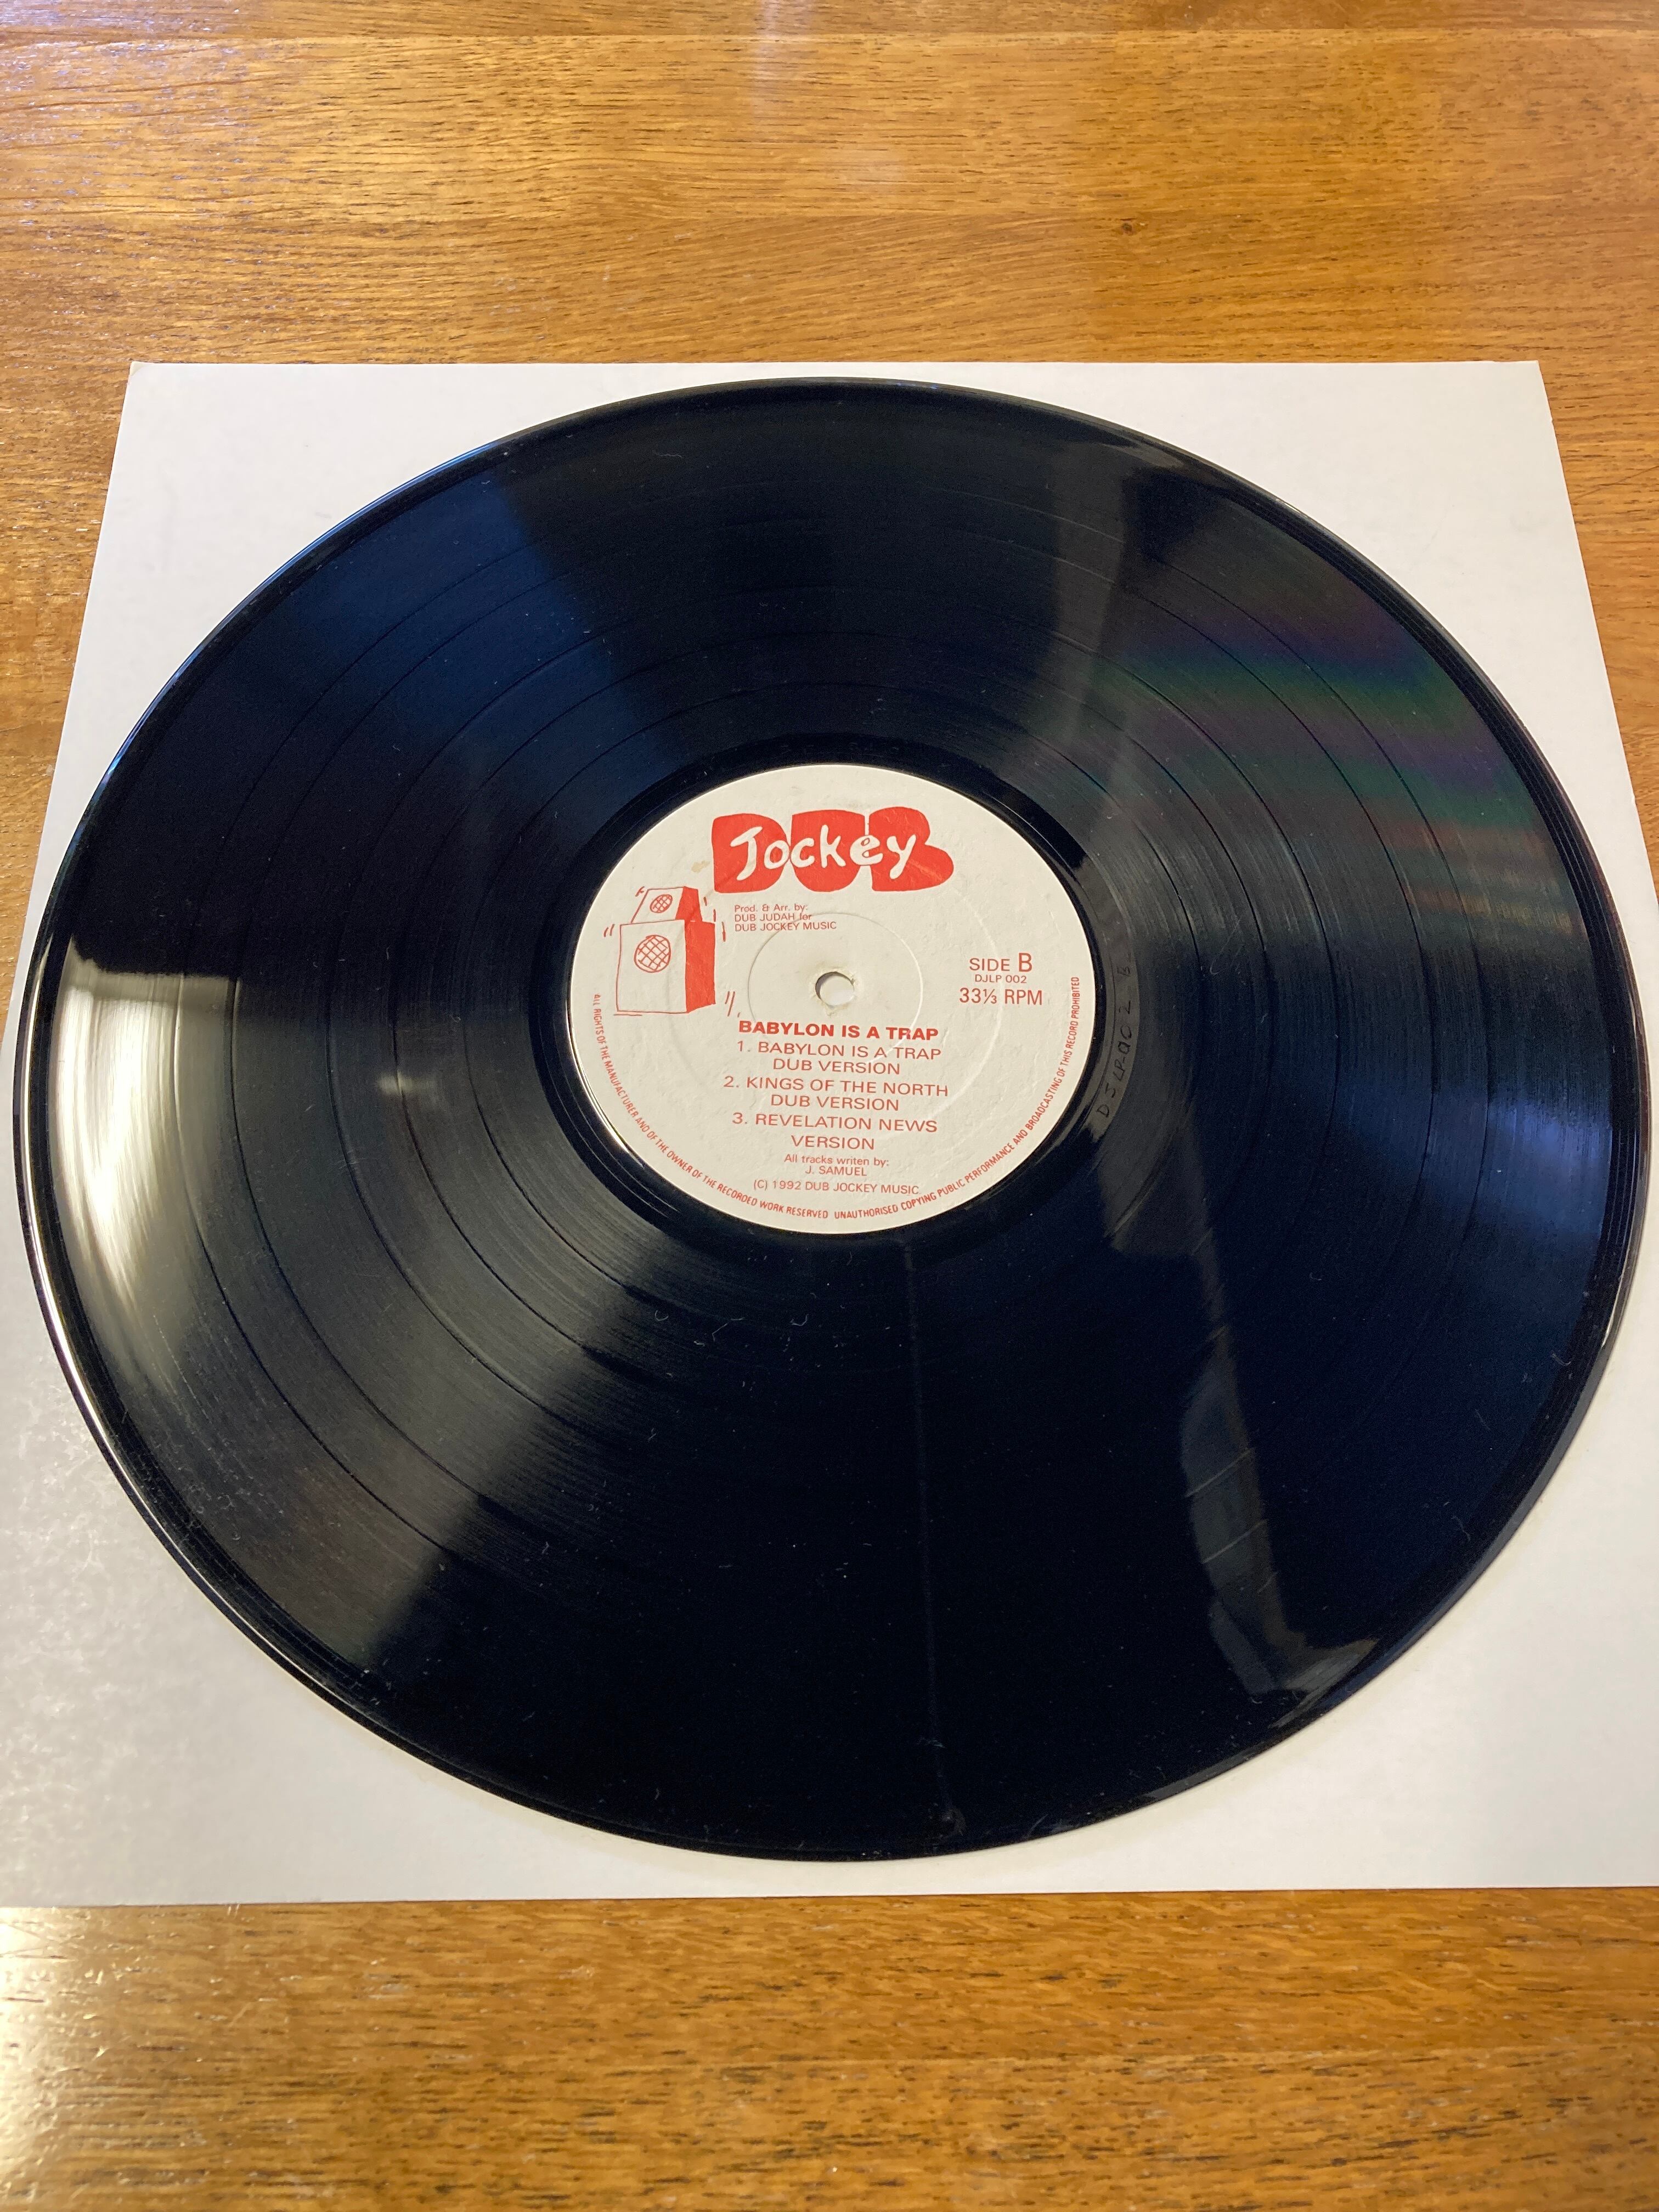 DUB
Jockey
Prod. & Arr. by:
DUB JUDAH for
DUB JOCKEY MUSIC
SIDE B
DJLP 002
33⅓ RPM
BABYLON IS A TRAP
1. BABYLON IS A TRAP
DUB VERSION
2. KINGS OF THE NORTH
DUB VERSION
3. REVELATION NEWS
VERSION
All tracks writen by:
J. SAMUEL
(C) 1992 DUB JOCKEY MUSIC
ALL RIGHTS OF THE MANUFACTURER AND OF THE OWNER OF THE RECORDED WORK RESERVED UNAUTHORISED COPYING PUBLIC PERFORMANCE AND BROADCASTING OF THIS RECORD PROHIBITED
DJLP-002 B